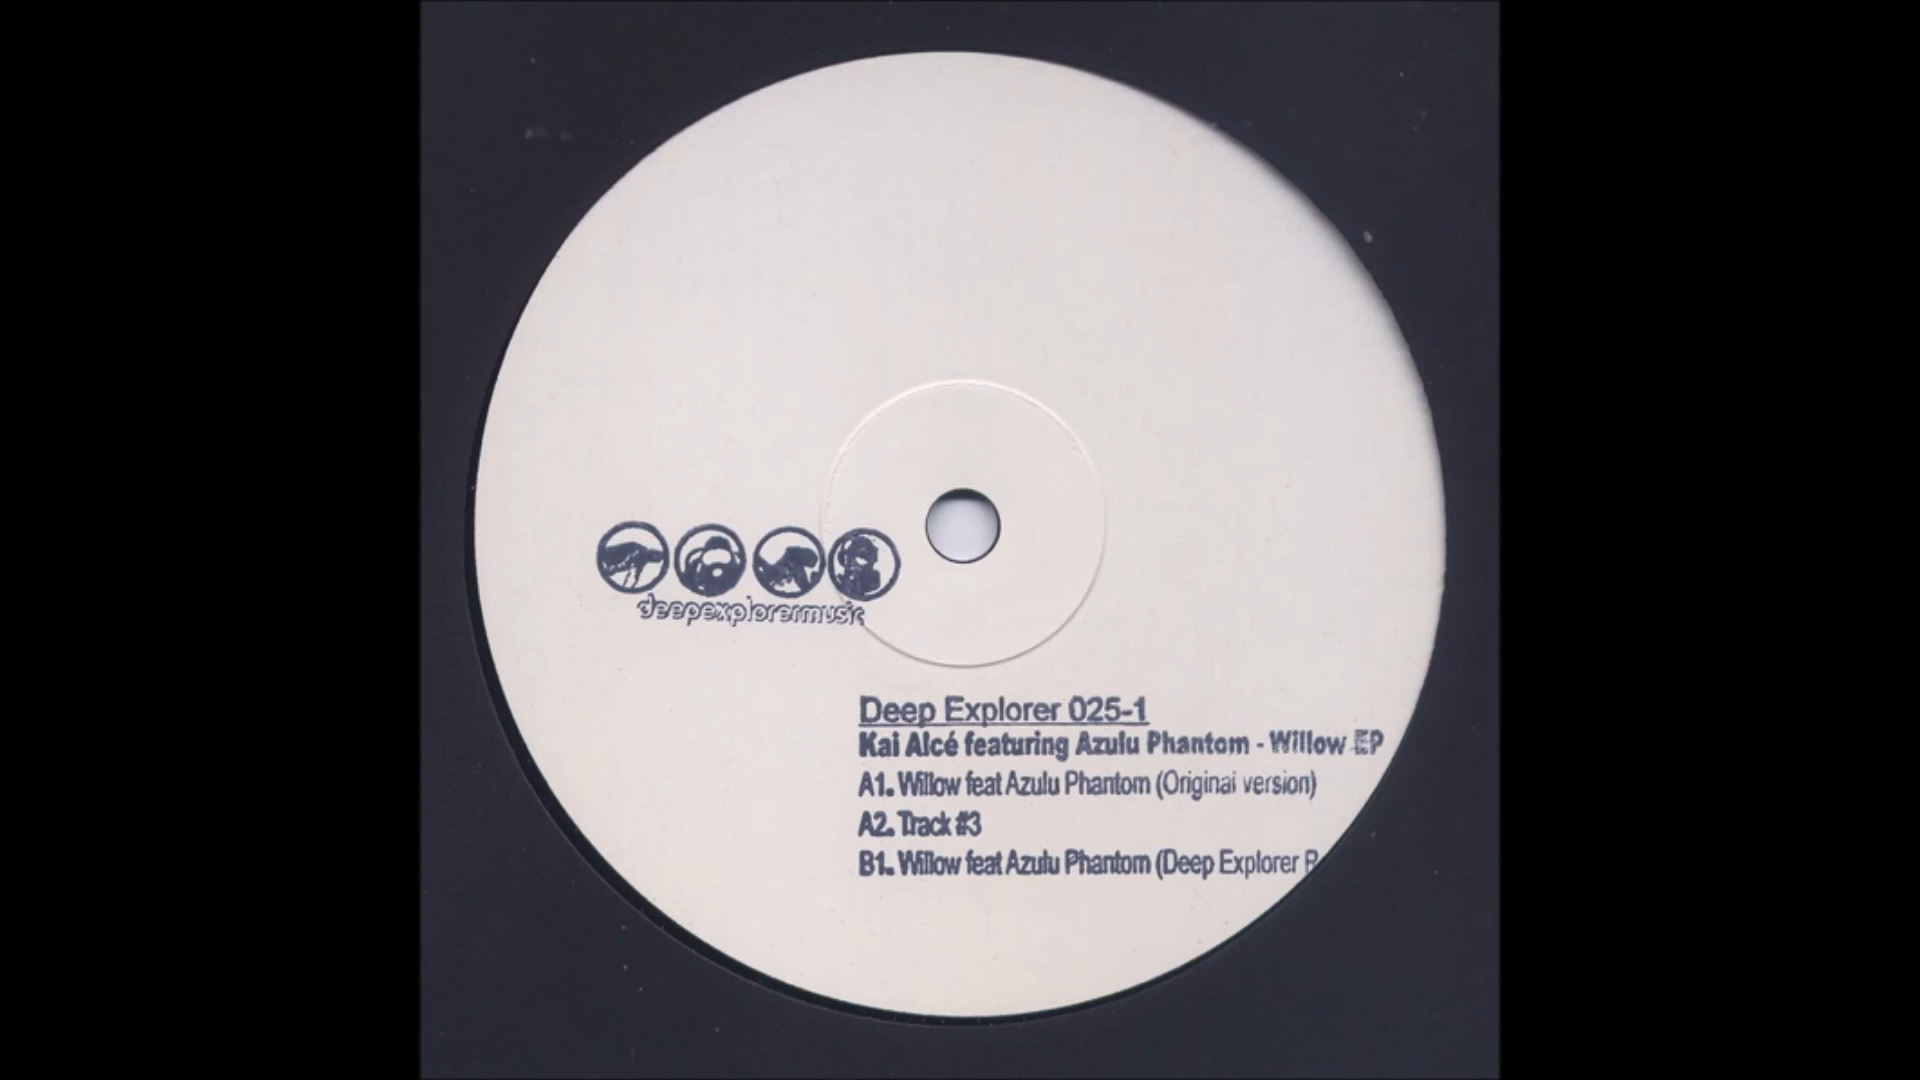 deepexplorermusic
Deep Explorer 025-1
Kai Alcé featuring Azulu Phantom - Willow EP
A1. Willow feat Azulu Phantom (Original version)
A2. Track #3
B1. Willow feat Azulu Phantom (Deep Explorer